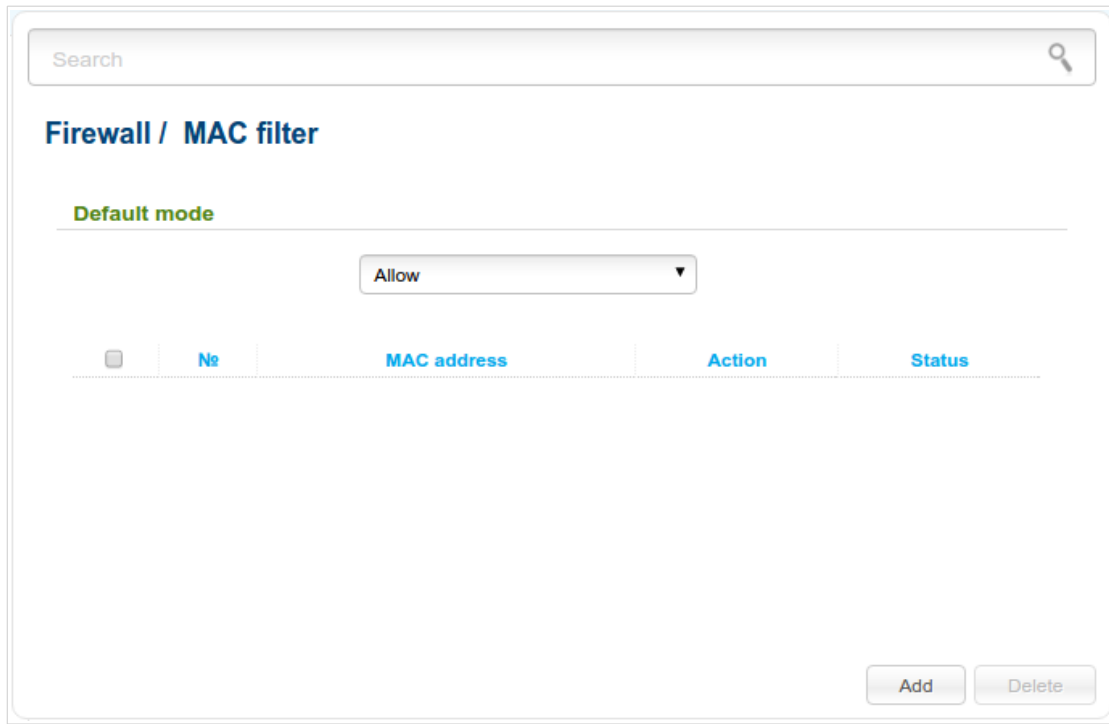 Search
Firewall / MAC filter
Default mode
Allow
№ MAC address Action Status
Add Delete